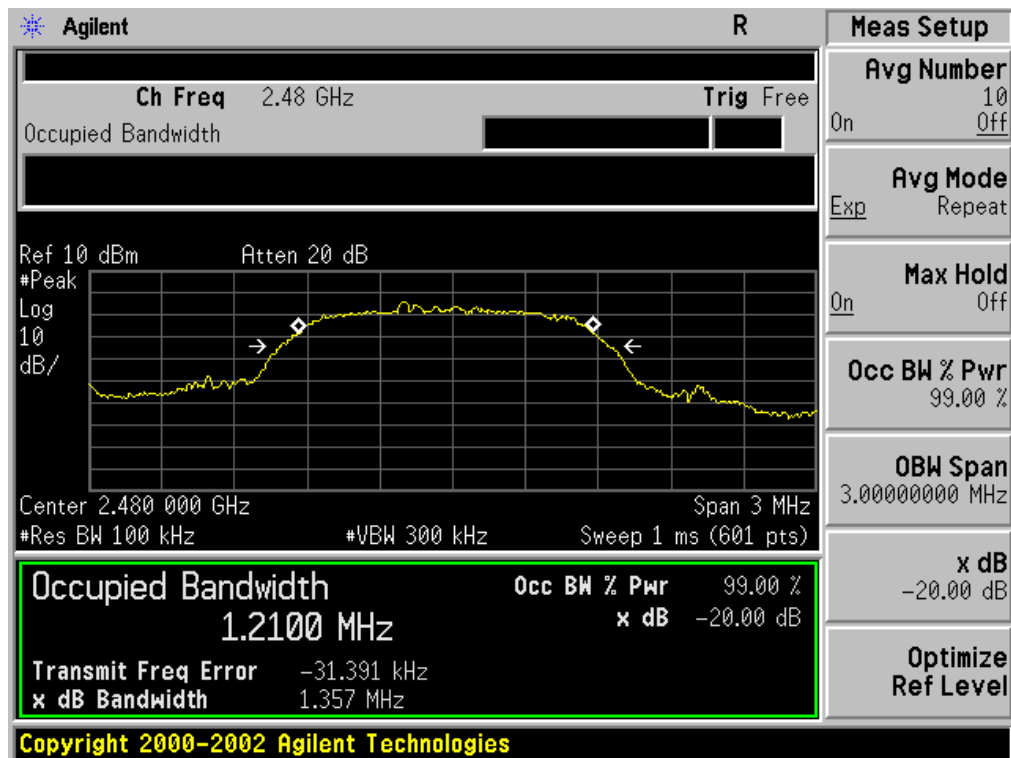 Agilent R
Ch Freq 2.48 GHz Trig Free
Occupied Bandwidth
Ref 10 dBm Atten 20 dB
#Peak
Log
10
dB/
Center 2.480 000 GHz Span 3 MHz
#Res BW 100 kHz #VBW 300 kHz Sweep 1 ms (601 pts)
Occupied Bandwidth Occ BW % Pwr 99.00 %
1.2100 MHz x dB -20.00 dB
Transmit Freq Error -31.391 kHz
x dB Bandwidth 1.357 MHz
Copyright 2000-2002 Agilent Technologies
Meas Setup
Avg Number
10
On Off
Avg Mode
Exp Repeat
Max Hold
On Off
Occ BW % Pwr
99.00 %
OBW Span
3.00000000 MHz
x dB
-20.00 dB
Optimize
Ref Level